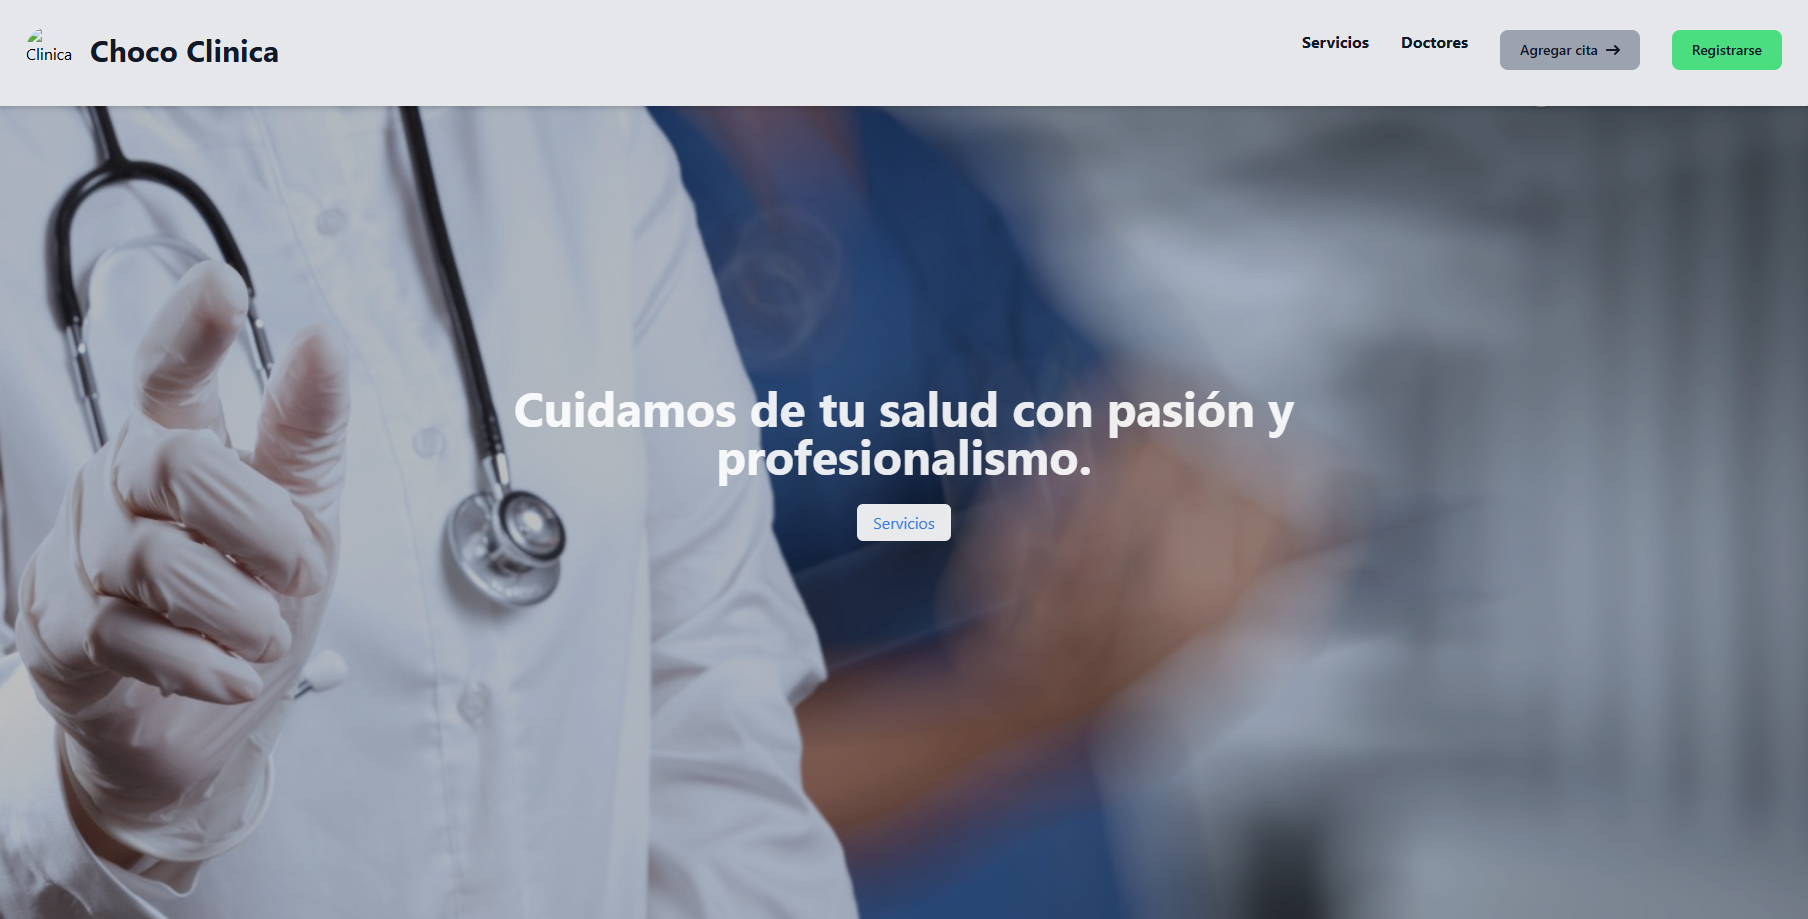 Clinica
Choco Clinica
Servicios
Doctores
Agregar cita
Registrarse
Cuidamos de tu salud con pasión y
profesionalismo.
Servicios